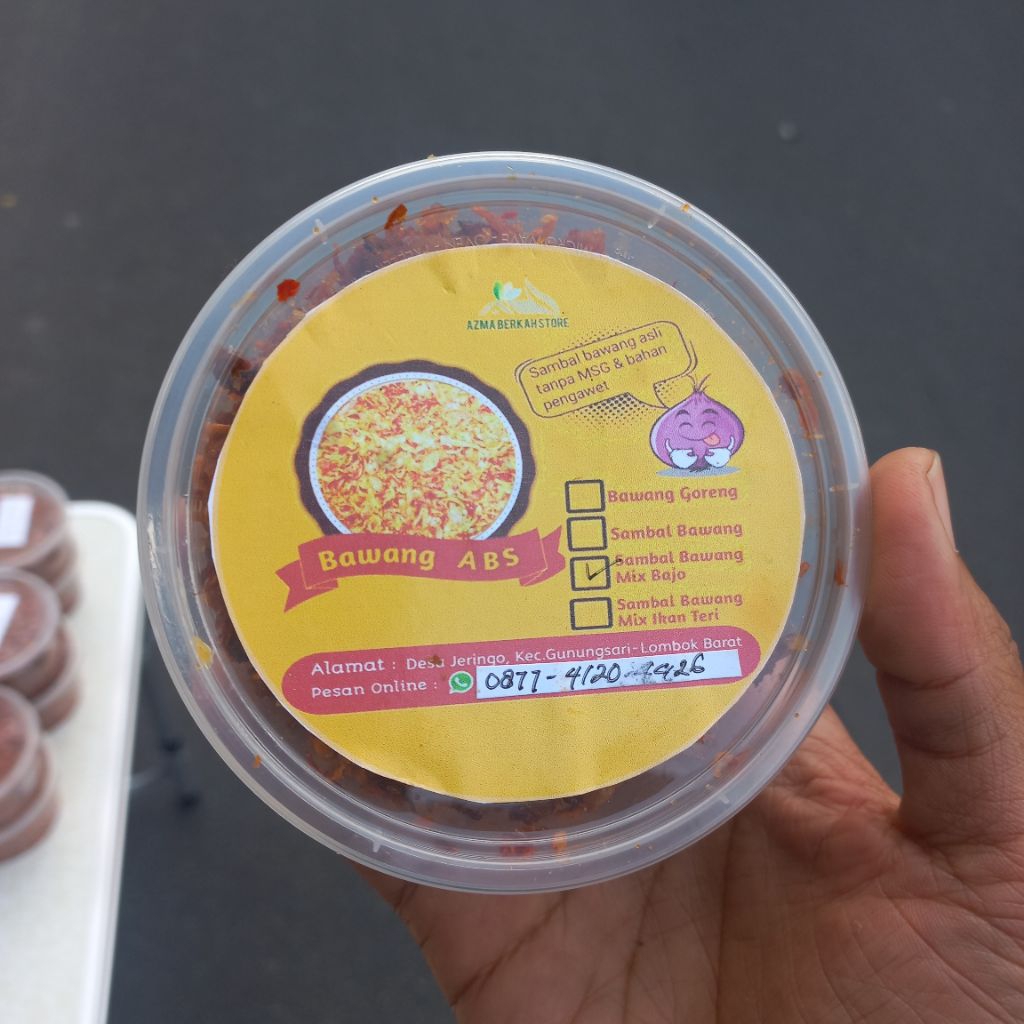 AZMA BERKAH STORE
Sambal bawang asli
tanpa MSG & bahan
pengawet
Bawang ABS
Bawang Goreng
Sambal Bawang
Sambal Bawang
Mix Bajo
Sambal Bawang
Mix Ikan Teri
Alamat : Desa Jeringo, Kec.Gunungsari-Lombok Barat
Pesan Online : 0877-4120-